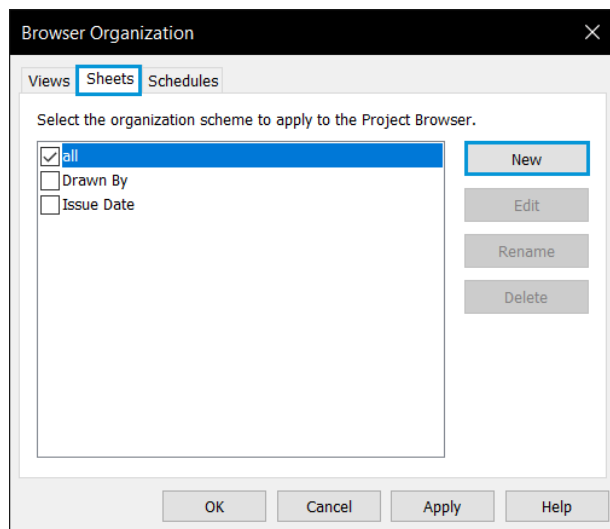 Browser Organization
Views Sheets Schedules
Select the organization scheme to apply to the Project Browser.
all
Drawn By
Issue Date
New
Edit
Rename
Delete
OK Cancel Apply Help